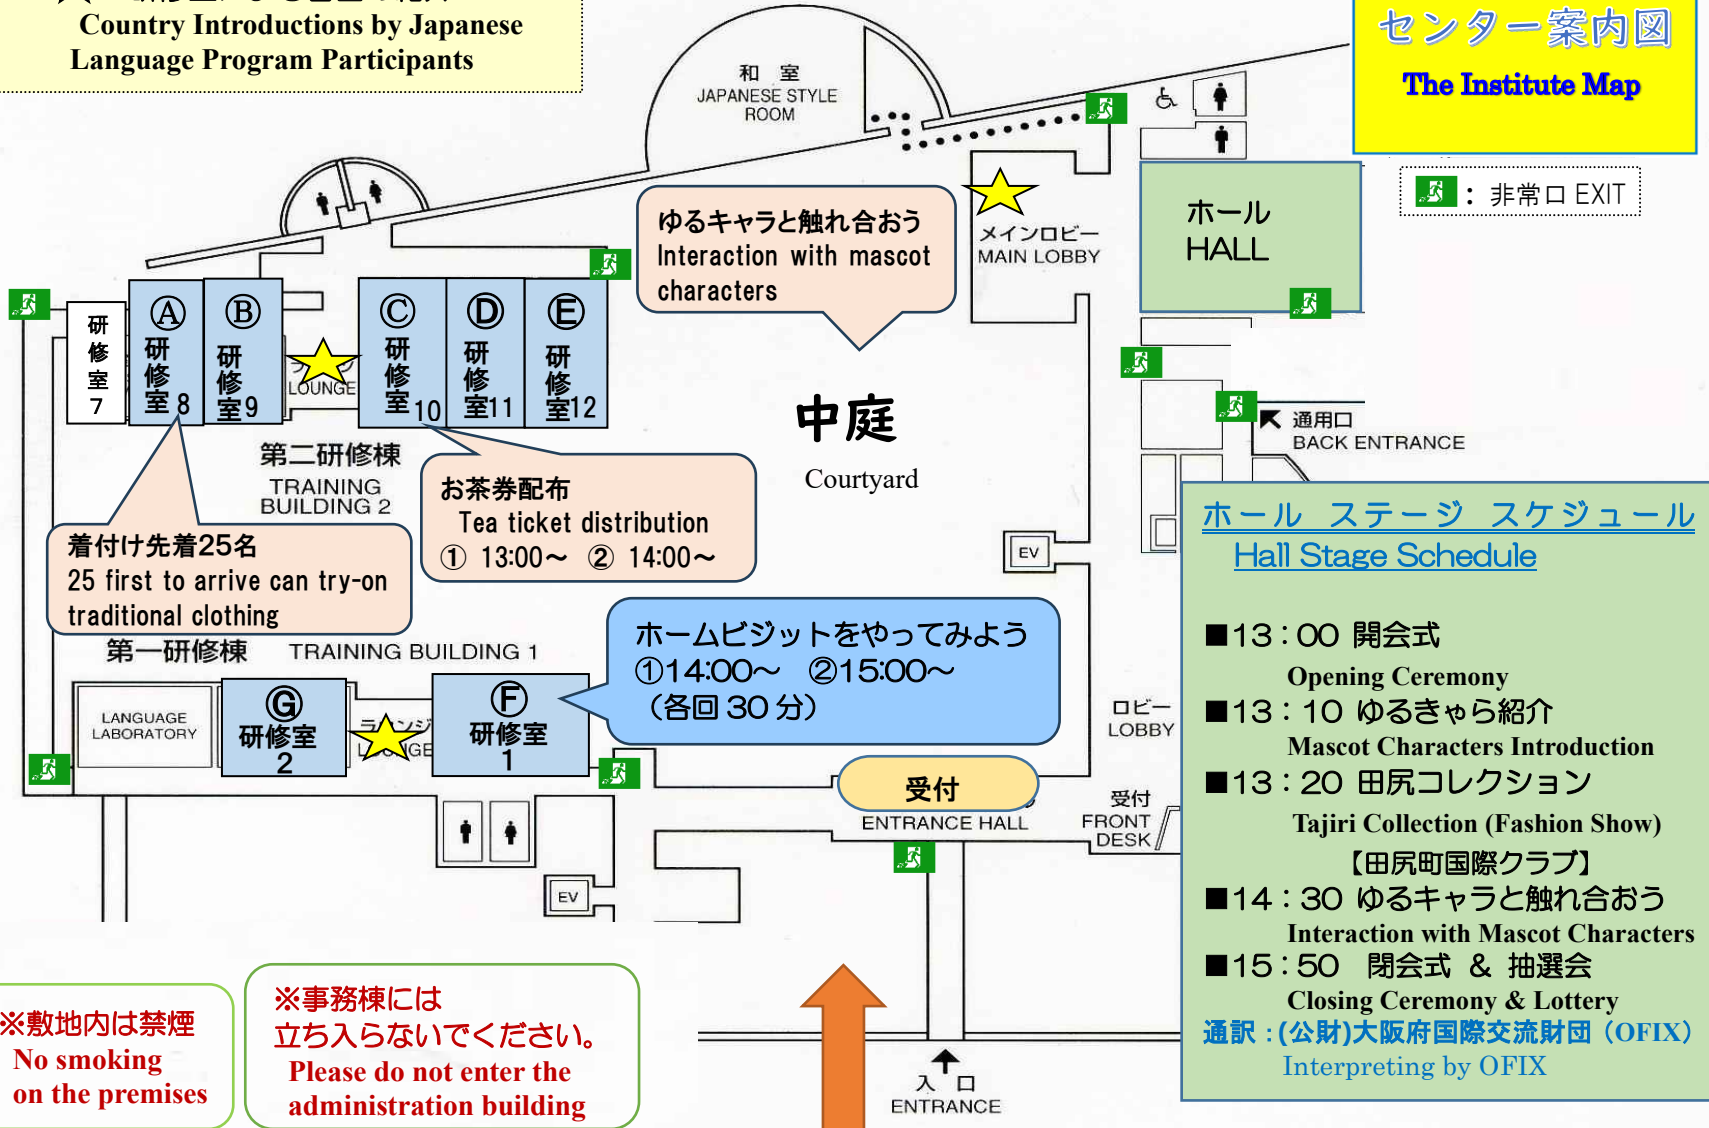 Country Introductions by Japanese
Language Program Participants
センター案内図
The Institute Map
: 非常口 EXIT
和 室
JAPANESE STYLE
ROOM
ゆるキャラと触れ合おう
Interaction with mascot
characters
メインロビー
MAIN LOBBY
ホール
HALL
研修室7
Ⓐ
研修室8
Ⓑ
研修室9
LOUNGE
Ⓒ
研修室10
Ⓓ
研修室11
Ⓔ
研修室12
中庭
Courtyard
通用口
BACK ENTRANCE
第二研修棟
TRAINING
BUILDING 2
お茶券配布
Tea ticket distribution
① 13:00～ ② 14:00～
着付け先着25名
25 first to arrive can try-on
traditional clothing
EV
第一研修棟 TRAINING BUILDING 1
ホームビジットをやってみよう
①14:00～ ②15:00～
（各回 30 分）
LANGUAGE
LABORATORY
Ⓖ
研修室
2
ラウンジ
LOUNGE
Ⓕ
研修室
1
ロビー
LOBBY
受付
ENTRANCE HALL
受付
FRONT
DESK
EV
ホール ステージ スケジュール
Hall Stage Schedule
■13：00 開会式
Opening Ceremony
■13：10 ゆるきゃら紹介
Mascot Characters Introduction
■13：20 田尻コレクション
Tajiri Collection (Fashion Show)
【田尻町国際クラブ】
■14：30 ゆるキャラと触れ合おう
Interaction with Mascot Characters
■15：50 閉会式 & 抽選会
Closing Ceremony & Lottery
通訳：(公財)大阪府国際交流財団（OFIX）
Interpreting by OFIX
※敷地内は禁煙
No smoking
on the premises
※事務棟には
立ち入らないでください。
Please do not enter the
administration building
入 口
ENTRANCE